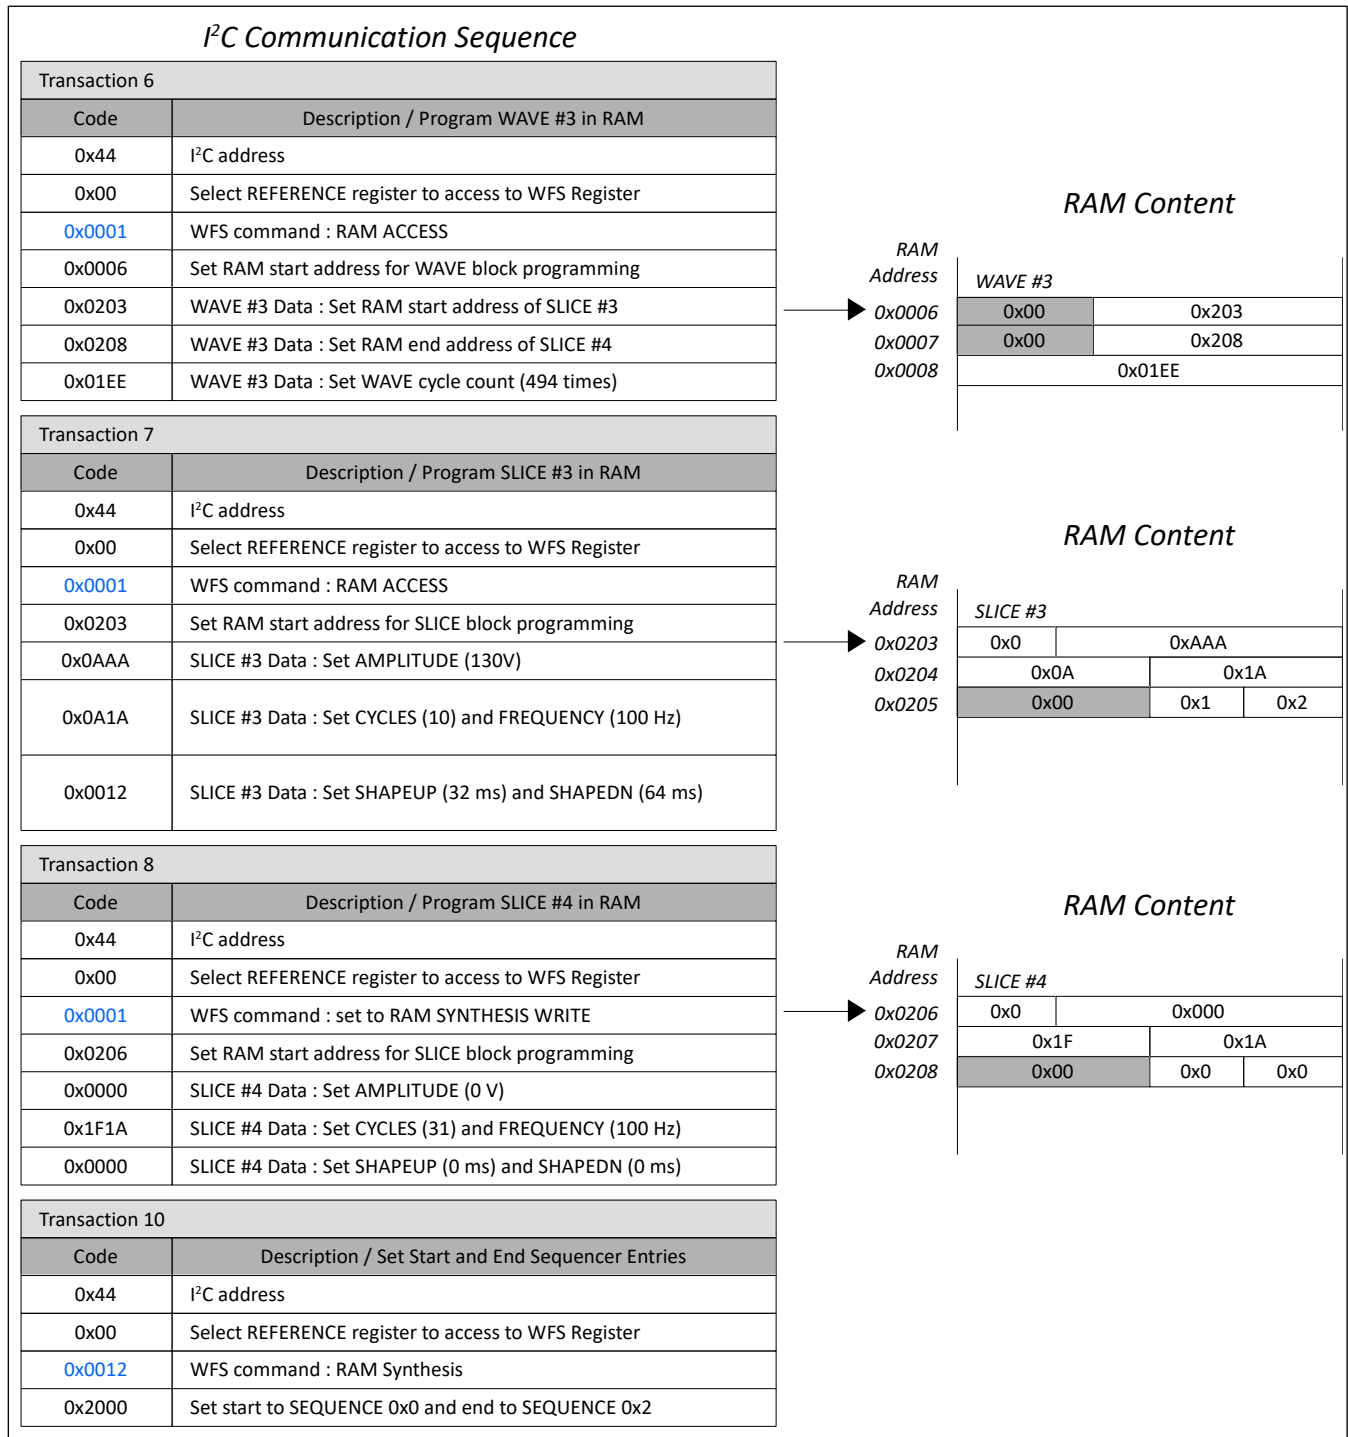 I²C Communication Sequence
Transaction 6
Code Description / Program WAVE #3 in RAM
0x44 I²C address
0x00 Select REFERENCE register to access to WFS Register
0x0001 WFS command : RAM ACCESS
0x0006 Set RAM start address for WAVE block programming
0x0203 WAVE #3 Data : Set RAM start address of SLICE #3
0x0208 WAVE #3 Data : Set RAM end address of SLICE #4
0x01EE WAVE #3 Data : Set WAVE cycle count (494 times)
RAM Content
RAM
Address WAVE #3
0x0006 0x00 0x203
0x0007 0x00 0x208
0x0008 0x01EE
Transaction 7
Code Description / Program SLICE #3 in RAM
0x44 I²C address
0x00 Select REFERENCE register to access to WFS Register
0x0001 WFS command : RAM ACCESS
0x0203 Set RAM start address for SLICE block programming
0x0AAA SLICE #3 Data : Set AMPLITUDE (130V)
0x0A1A SLICE #3 Data : Set CYCLES (10) and FREQUENCY (100 Hz)
0x0012 SLICE #3 Data : Set SHAPEUP (32 ms) and SHAPEDN (64 ms)
RAM Content
RAM
Address SLICE #3
0x0203 0x0 0xAAA
0x0204 0x0A 0x1A
0x0205 0x00 0x1 0x2
Transaction 8
Code Description / Program SLICE #4 in RAM
0x44 I²C address
0x00 Select REFERENCE register to access to WFS Register
0x0001 WFS command : set to RAM SYNTHESIS WRITE
0x0206 Set RAM start address for SLICE block programming
0x0000 SLICE #4 Data : Set AMPLITUDE (0 V)
0x1F1A SLICE #4 Data : Set CYCLES (31) and FREQUENCY (100 Hz)
0x0000 SLICE #4 Data : Set SHAPEUP (0 ms) and SHAPEDN (0 ms)
RAM Content
RAM
Address SLICE #4
0x0206 0x0 0x000
0x0207 0x1F 0x1A
0x0208 0x00 0x0 0x0
Transaction 10
Code Description / Set Start and End Sequencer Entries
0x44 I²C address
0x00 Select REFERENCE register to access to WFS Register
0x0012 WFS command : RAM Synthesis
0x2000 Set start to SEQUENCE 0x0 and end to SEQUENCE 0x2